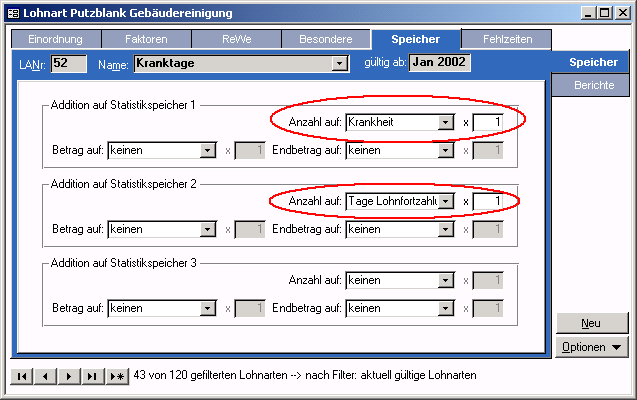 Lohnart Putzblank Gebäudereinigung
Einordnung Faktoren ReWe Besondere Speicher Fehlzeiten
LANr: 52 Name: Kranktage gültig ab: Jan 2002
Speicher
Berichte
Addition auf Statistikspeicher 1
Anzahl auf: Krankheit x 1
Betrag auf: keinen x 1 Endbetrag auf: keinen x 1
Addition auf Statistikspeicher 2
Anzahl auf: Tage Lohnfortzahlu x 1
Betrag auf: keinen x 1 Endbetrag auf: keinen x 1
Addition auf Statistikspeicher 3
Anzahl auf: keinen x 1
Betrag auf: keinen x 1 Endbetrag auf: keinen x 1
Neu
Optionen
43 von 120 gefilterten Lohnarten --> nach Filter: aktuell gültige Lohnarten